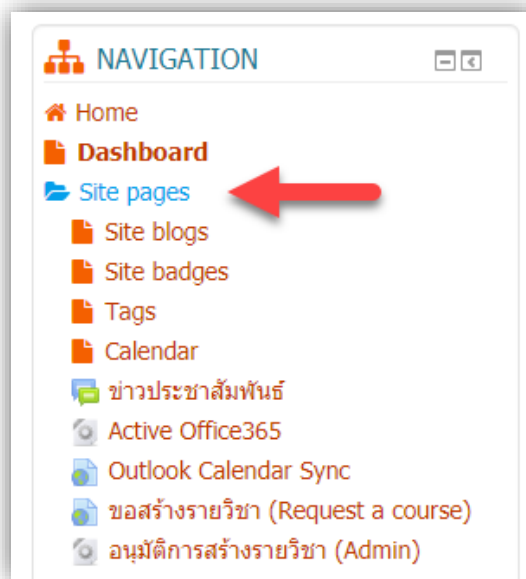 NAVIGATION
Home
Dashboard
Site pages
Site blogs
Site badges
Tags
Calendar
ข่าวประชาสัมพันธ์
Active Office365
Outlook Calendar Sync
ขอสร้างรายวิชา (Request a course)
อนุมัติการสร้างรายวิชา (Admin)